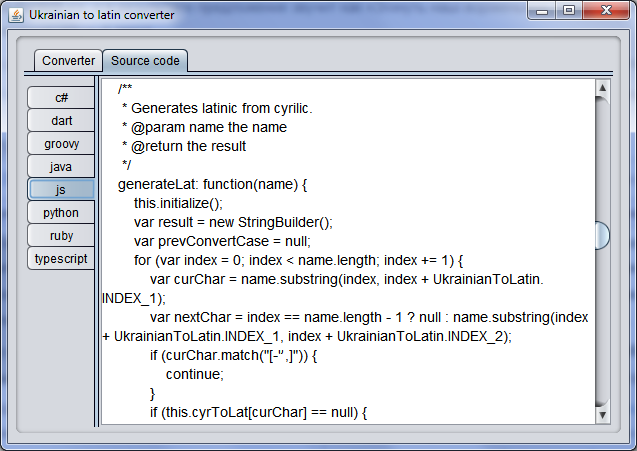 Ukrainian to latin converter
Converter
Source code
c#
dart
groovy
java
js
python
ruby
typescript
/**
* Generates latinic from cyrilic.
* @param name the name
* @return the result
*/
generateLat: function(name) {
this.initialize();
var result = new StringBuilder();
var prevConvertCase = null;
for (var index = 0; index < name.length; index += 1) {
var curChar = name.substring(index, index + UkrainianToLatin.
INDEX_1);
var nextChar = index == name.length - 1 ? null : name.substring(index
+ UkrainianToLatin.INDEX_1, index + UkrainianToLatin.INDEX_2);
if (curChar.match("[-'’,]")) {
continue;
}
if (this.cyrToLat[curChar] == null) {